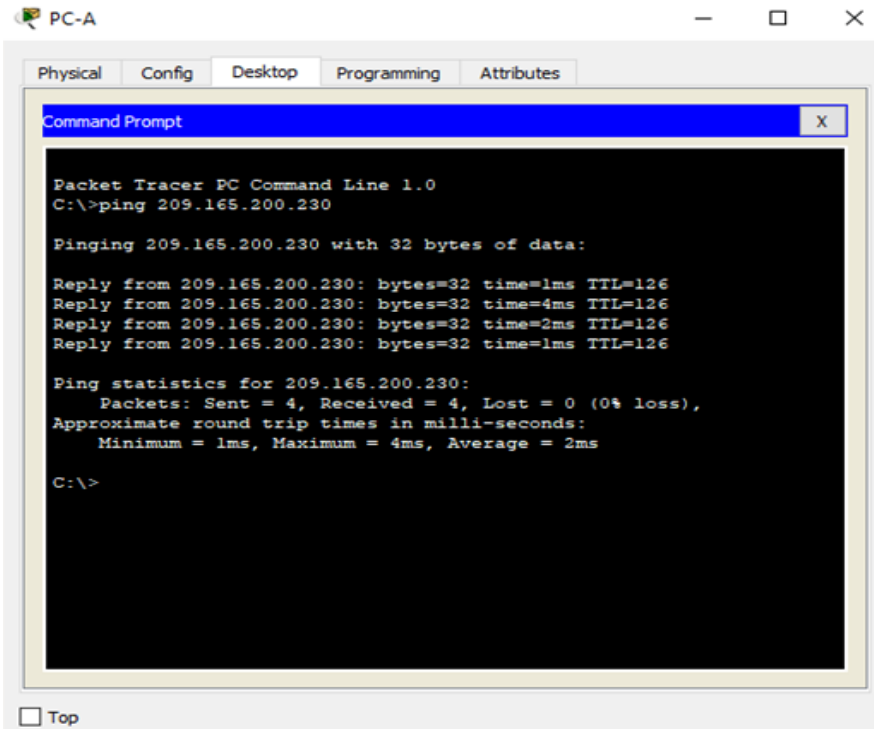 PC-A
Physical Config Desktop Programming Attributes
Command Prompt X
Packet Tracer PC Command Line 1.0
C:\>ping 209.165.200.230
Pinging 209.165.200.230 with 32 bytes of data:
Reply from 209.165.200.230: bytes=32 time=1ms TTL=126
Reply from 209.165.200.230: bytes=32 time=4ms TTL=126
Reply from 209.165.200.230: bytes=32 time=2ms TTL=126
Reply from 209.165.200.230: bytes=32 time=1ms TTL=126
Ping statistics for 209.165.200.230:
Packets: Sent = 4, Received = 4, Lost = 0 (0% loss),
Approximate round trip times in milli-seconds:
Minimum = 1ms, Maximum = 4ms, Average = 2ms
C:\>
Top